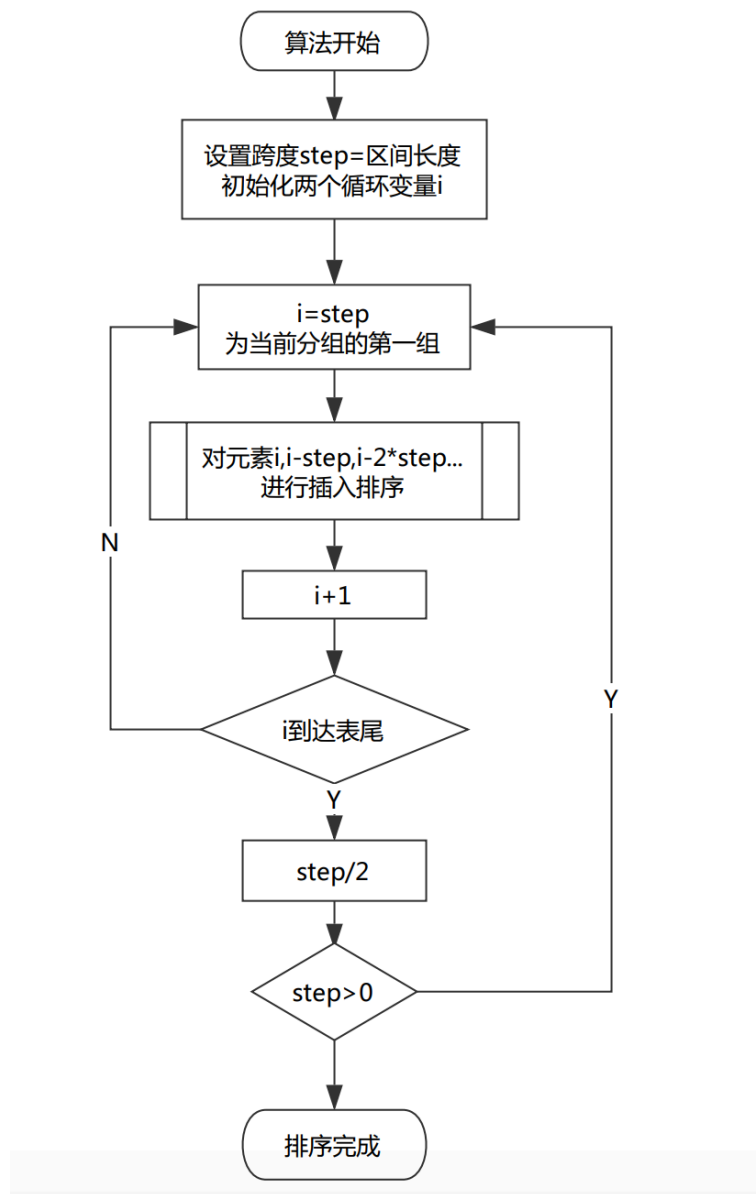 算法开始
设置跨度step=区间长度
初始化两个循环变量i
i=step
为当前分组的第一组
对元素i,i-step,i-2*step...
进行插入排序
N
i+1
Y
i到达表尾
Y
step/2
step>0
排序完成